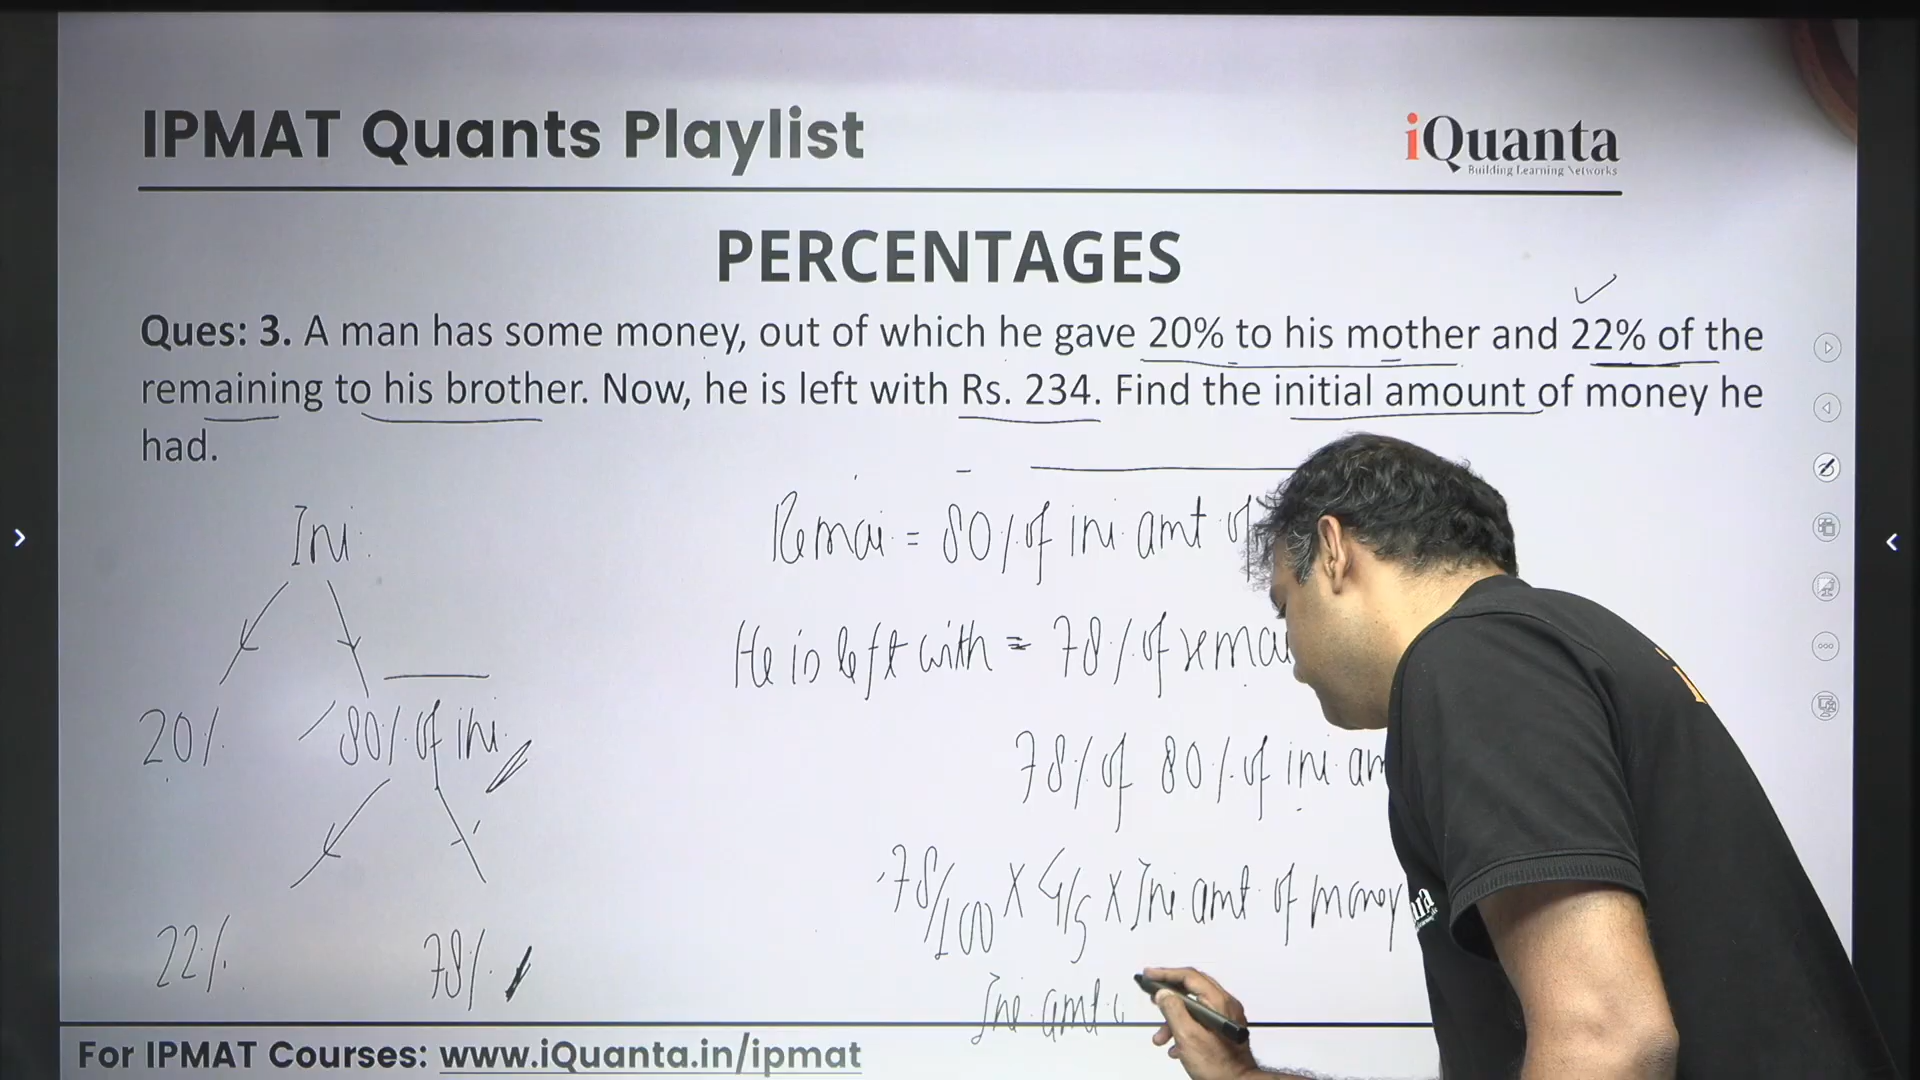 IPMAT Quants Playlist
iQuanta
Building Learning Networks
PERCENTAGES
Ques: 3. A man has some money, out of which he gave 20% to his mother and 22% of the
remaining to his brother. Now, he is left with Rs. 234. Find the initial amount of money he
had.
Ini.
20%
80% of ini.
22%.
78%.
Remai. = 80% of ini. amt of
He is left with = 78% of remai
78% of 80% of ini am
78/100 X 4/5 X Ini amt of money
Ini. amt
For IPMAT Courses: www.iQuanta.in/ipmat